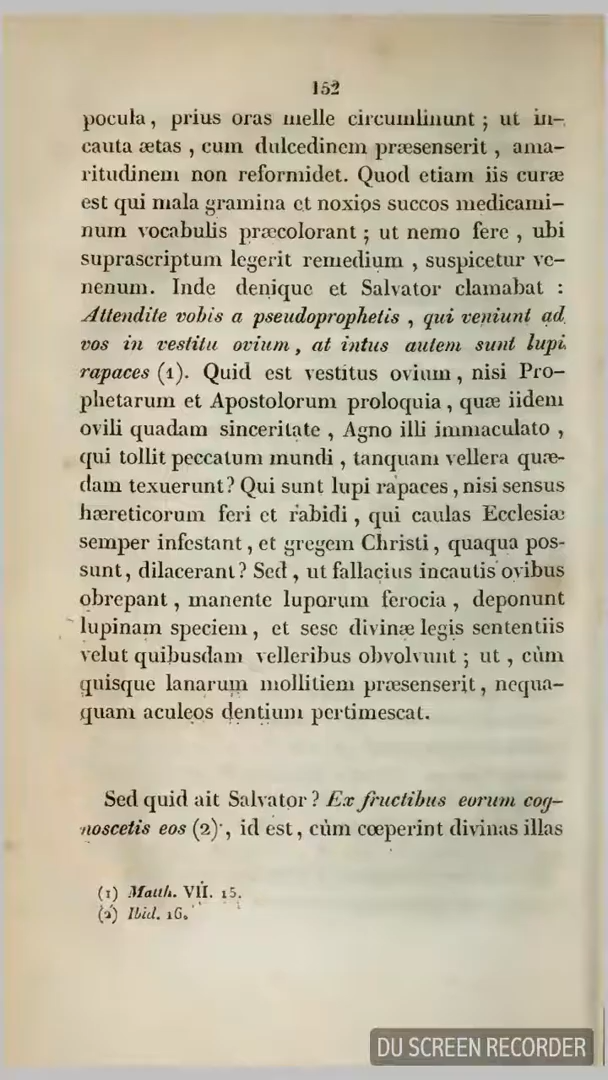 152
pocula, prius oras melle circumlinunt ; ut in-
cauta ætas , cum dulcedinem præsenserit , ama-
ritudinem non reformidet. Quod etiam iis curæ
est qui mala gramina et noxios succos medicami-
num vocabulis præcolorant ; ut nemo fere , ubi
suprascriptum legerit remedium , suspicetur ve-
nenum. Inde denique et Salvator clamabat :
Attendite vobis a pseudoprophetis , qui veniunt ad
vos in vestitu ovium, at intus autem sunt lupi
rapaces (1). Quid est vestitus ovium, nisi Pro-
phetarum et Apostolorum proloquia, quæ iidem
ovili quadam sinceritate , Agno illi immaculato ,
qui tollit peccatum mundi , tanquam vellera quæ-
dam texuerunt? Qui sunt lupi rapaces, nisi sensus
hæreticorum feri et rabidi, qui caulas Ecclesiæ
semper infestant, et gregem Christi, quaqua pos-
sunt, dilacerant? Sed, ut fallacius incautis ovibus
obrepant, manente luporum ferocia , deponunt
lupinam speciem, et sese divinæ legis sententiis
velut quibusdam velleribus obvolvunt ; ut , cùm
quisque lanarum mollitiem præsenserit, nequa-
quam aculeos dentium pertimescat.
Sed quid ait Salvator? Ex fructibus eorum cog-
noscetis eos (2), id est, cùm cœperint divinas illas
(1) Matth. VII. 15.
(2) Ibid. 16.
DU SCREEN RECORDER